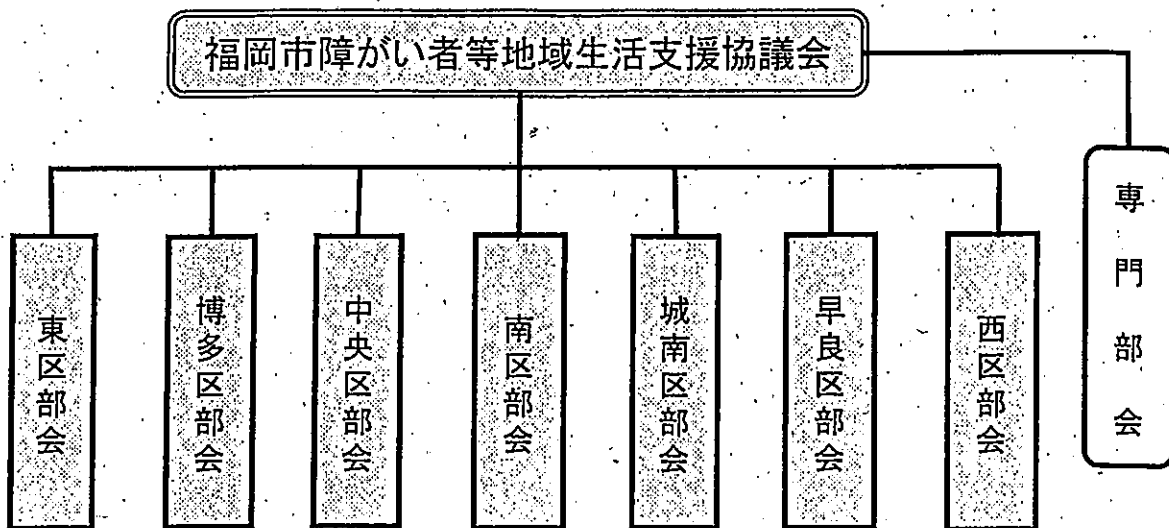 福岡市障がい者等地域生活支援協議会
東区部会
博多区部会
中央区部会
南区部会
城南区部会
早良区部会
西区部会
専門部会